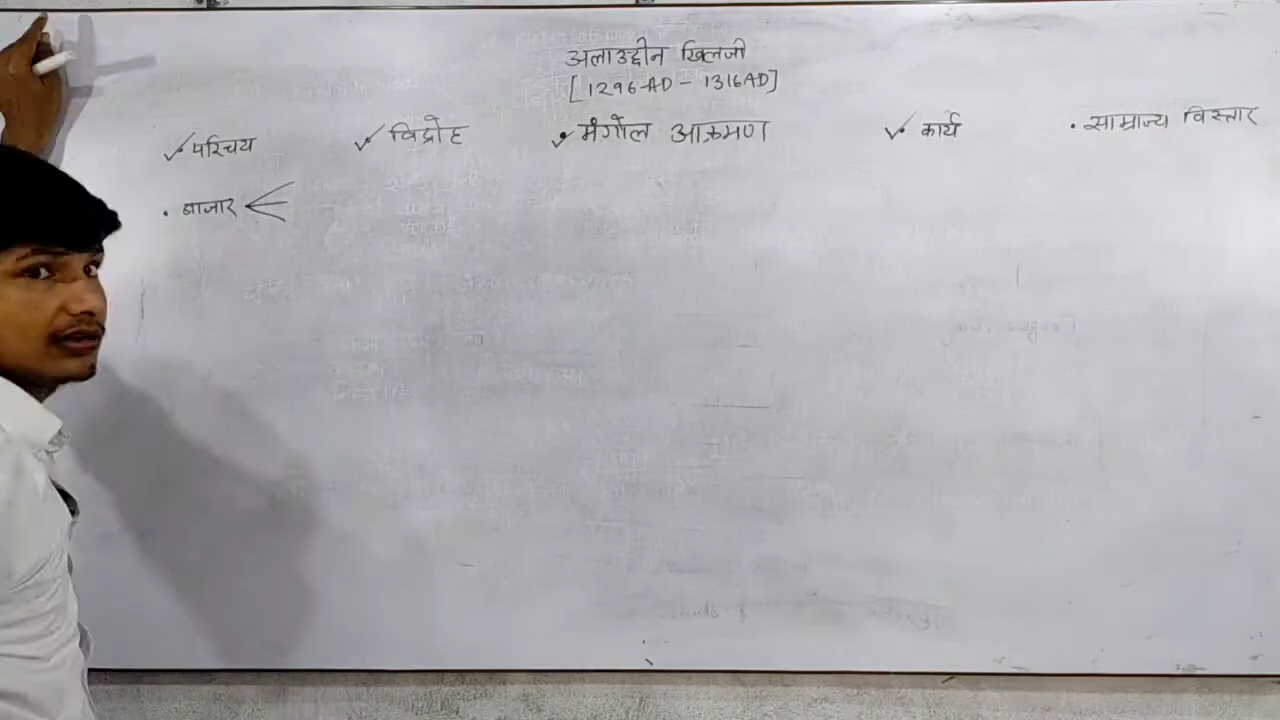 अलाउद्दीन खिलजी
[1296AD - 1316AD]
✓• परिचय ✓• विद्रोह ✓• मंगोल आक्रमण ✓• कार्य • साम्राज्य विस्तार
• बाजार